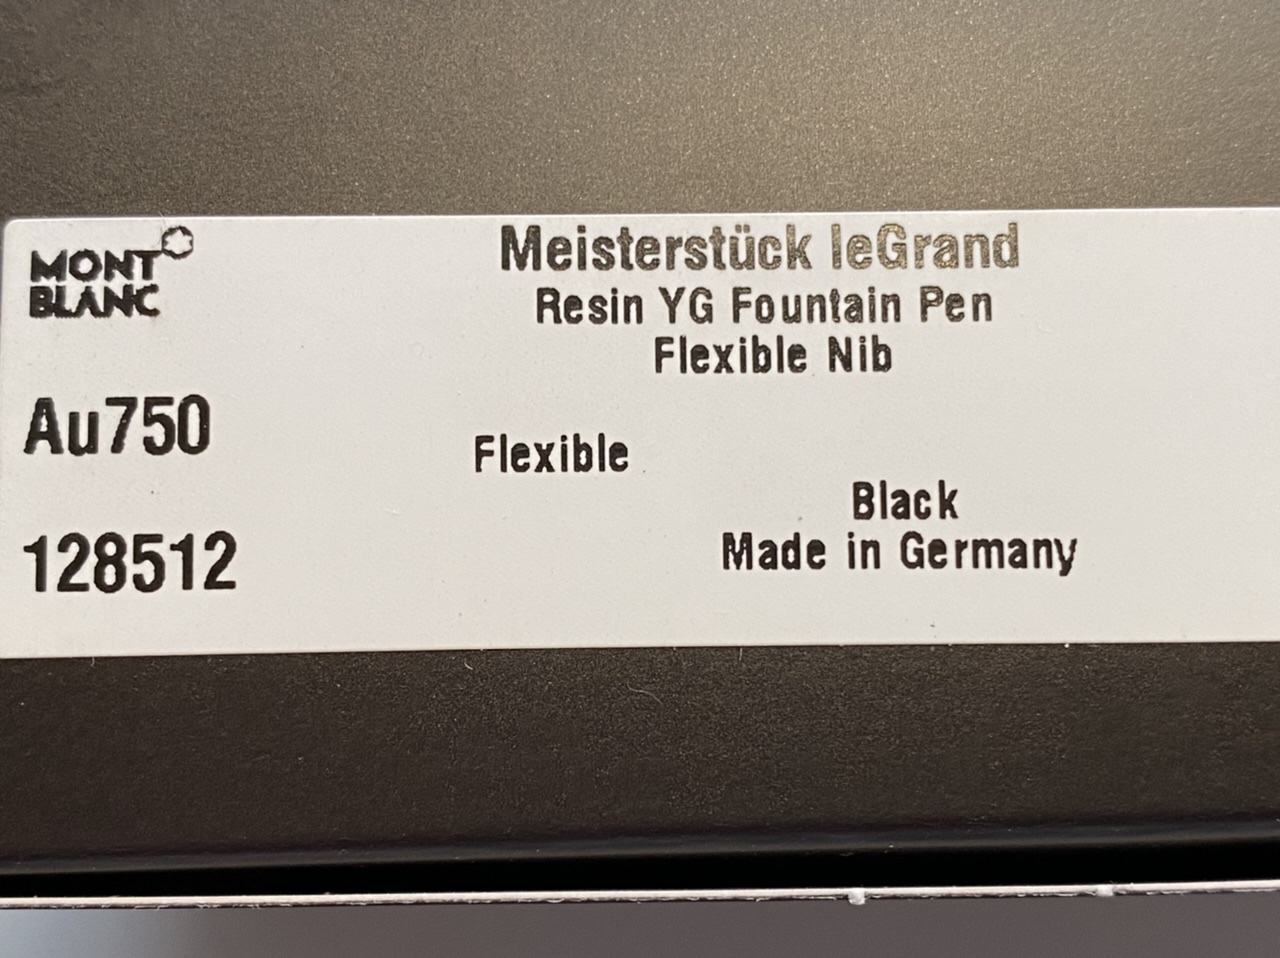 MONT
BLANC
Meisterstück leGrand
Resin YG Fountain Pen
Flexible Nib
Au750
Flexible
Black
128512
Made in Germany